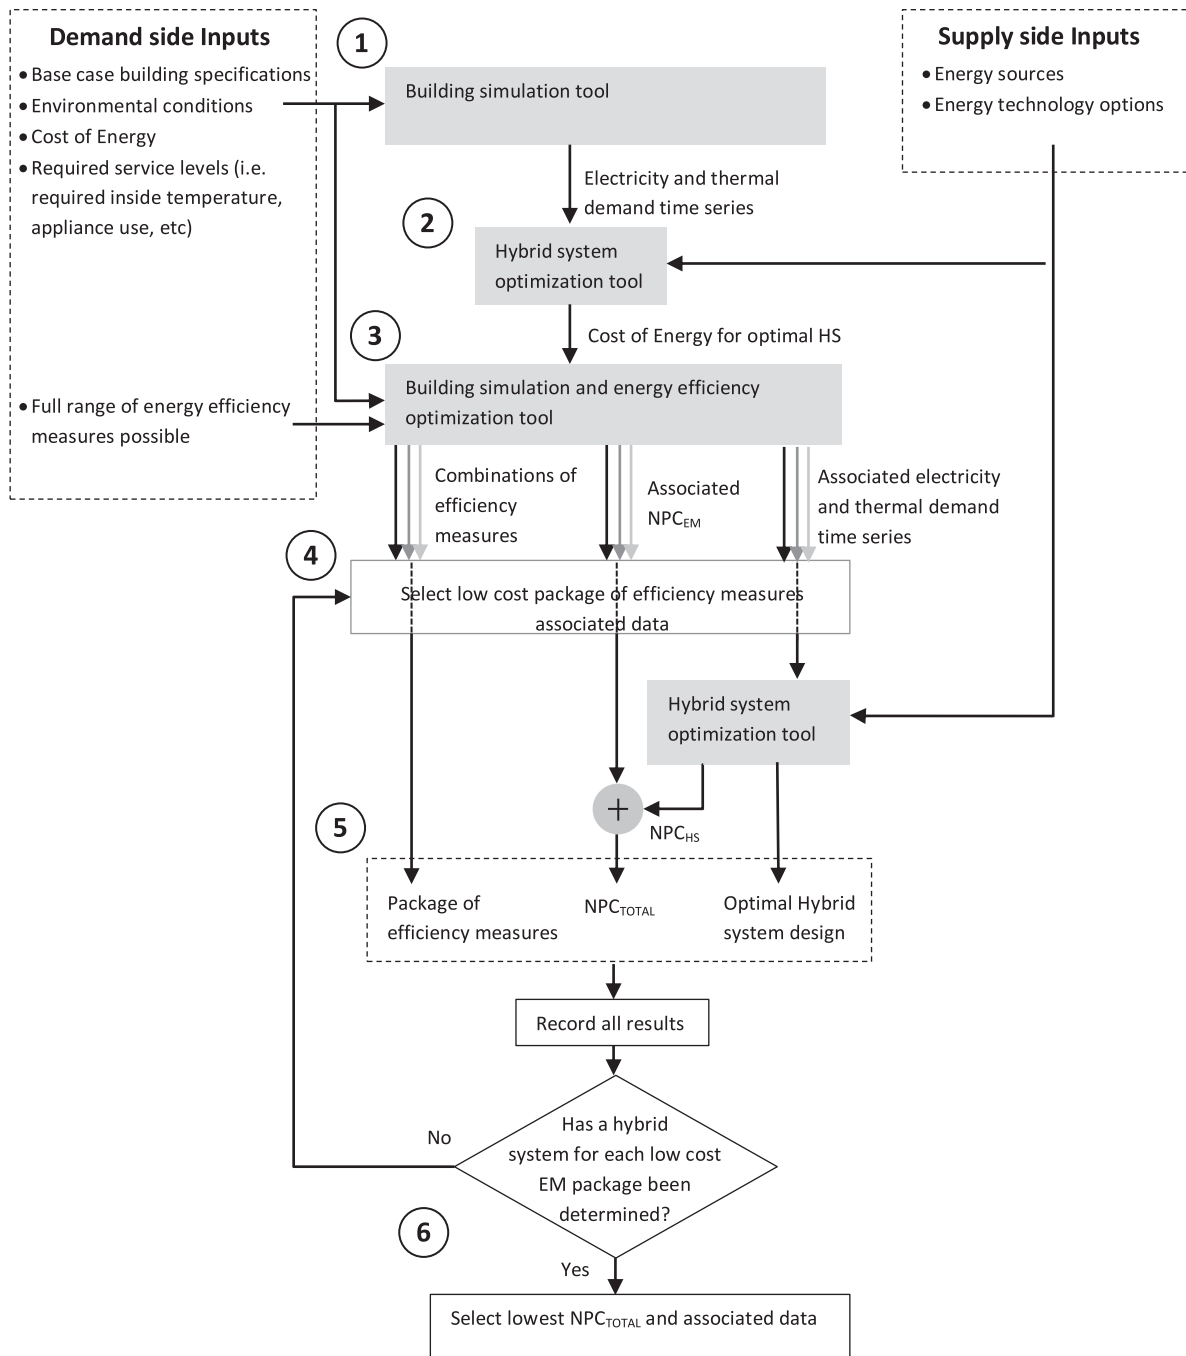 Demand side Inputs
• Base case building specifications
• Environmental conditions
• Cost of Energy
• Required service levels (i.e.
required inside temperature,
appliance use, etc)
• Full range of energy efficiency
measures possible
Supply side Inputs
• Energy sources
• Energy technology options
1
Building simulation tool
Electricity and thermal
demand time series
2
Hybrid system
optimization tool
Cost of Energy for optimal HS
3
Building simulation and energy efficiency
optimization tool
Combinations of
efficiency
measures
Associated
NPCEM
Associated electricity
and thermal demand
time series
4
Select low cost package of efficiency measures
associated data
Hybrid system
optimization tool
+
NPCHS
5
Package of
efficiency measures
NPCTOTAL
Optimal Hybrid
system design
Record all results
Has a hybrid
system for each low cost
EM package been
determined?
No
6
Yes
Select lowest NPCTOTAL and associated data